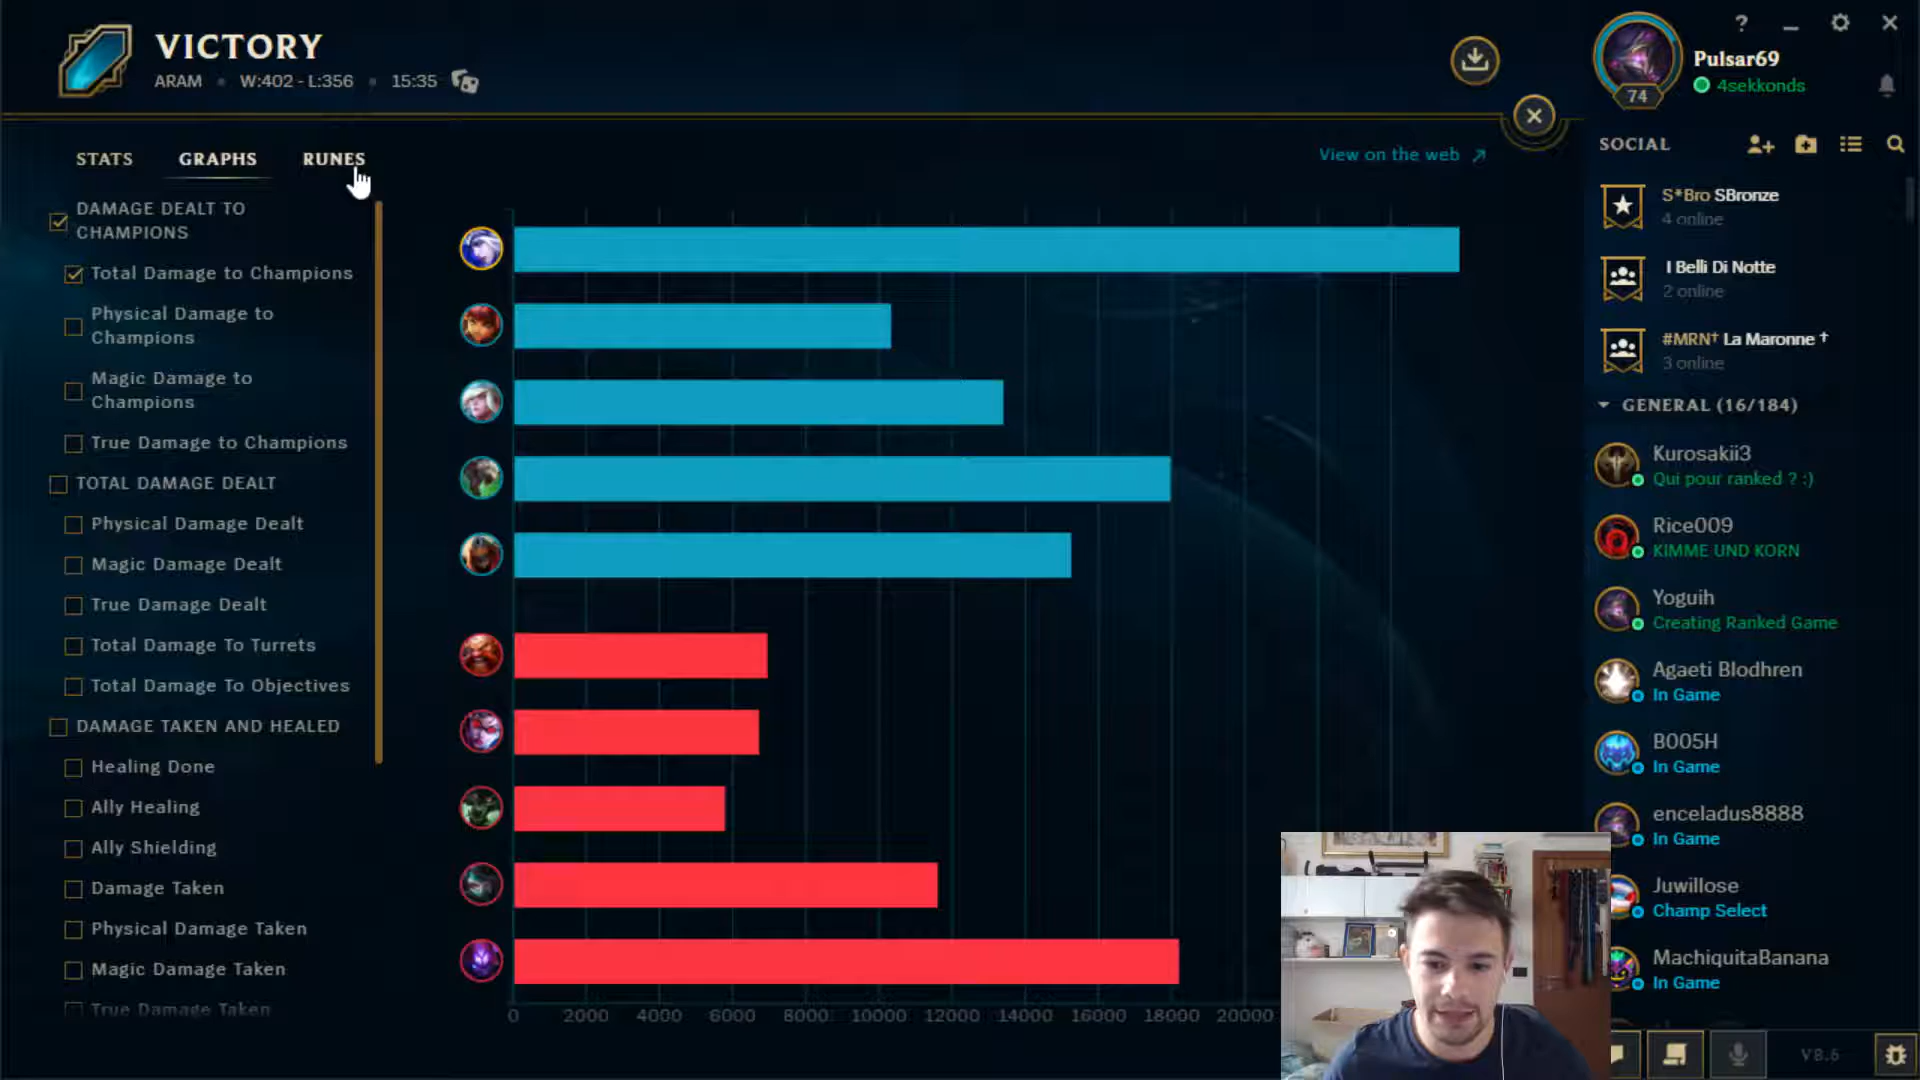 VICTORY
ARAM • W:402 - L:356 • 15:35
STATS
GRAPHS
RUNES
View on the web
DAMAGE DEALT TO
CHAMPIONS
Total Damage to Champions
Physical Damage to
Champions
Magic Damage to
Champions
True Damage to Champions
TOTAL DAMAGE DEALT
Physical Damage Dealt
Magic Damage Dealt
True Damage Dealt
Total Damage To Turrets
Total Damage To Objectives
DAMAGE TAKEN AND HEALED
Healing Done
Ally Healing
Ally Shielding
Damage Taken
Physical Damage Taken
Magic Damage Taken
True Damage Taken
0 2000 4000 6000 8000 10000 12000 14000 16000 18000 20000
?
Pulsar69
4sekkonds
74
SOCIAL
S*Bro SBronze
4 online
I Belli Di Notte
2 online
#MRN† La Maronne †
3 online
GENERAL (16/184)
Kurosakii3
Qui pour ranked ? :)
Rice009
KIMME UND KORN
Yoguih
Creating Ranked Game
Agaeti Blodhren
In Game
B005H
In Game
enceladus8888
In Game
Juwillose
Champ Select
MachiquitaBanana
In Game
V8.6